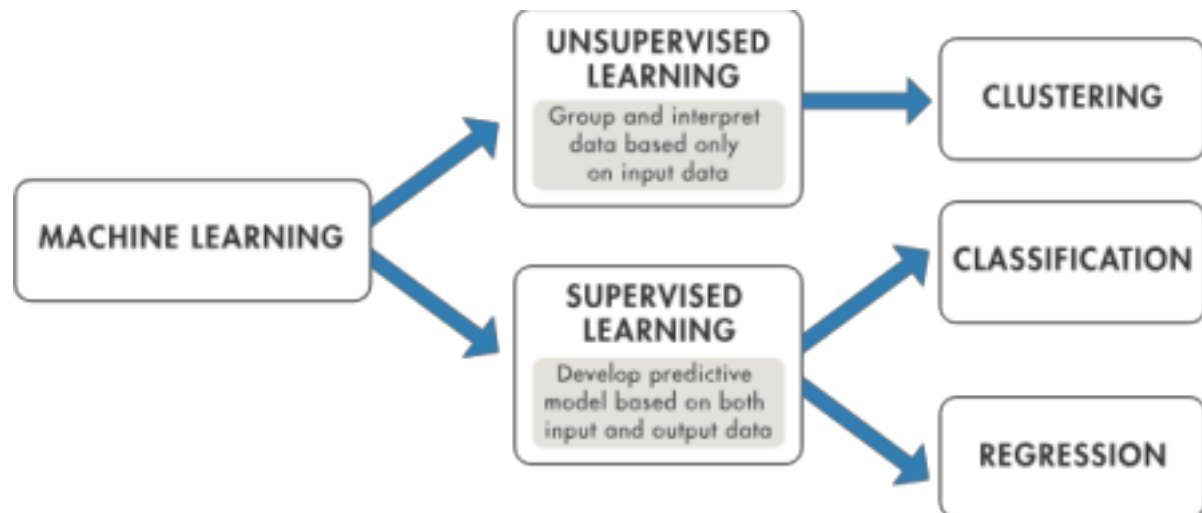 UNSUPERVISED
LEARNING
Group and interpret
data based only
on input data
CLUSTERING
MACHINE LEARNING
CLASSIFICATION
SUPERVISED
LEARNING
Develop predictive
model based on both
input and output data
REGRESSION